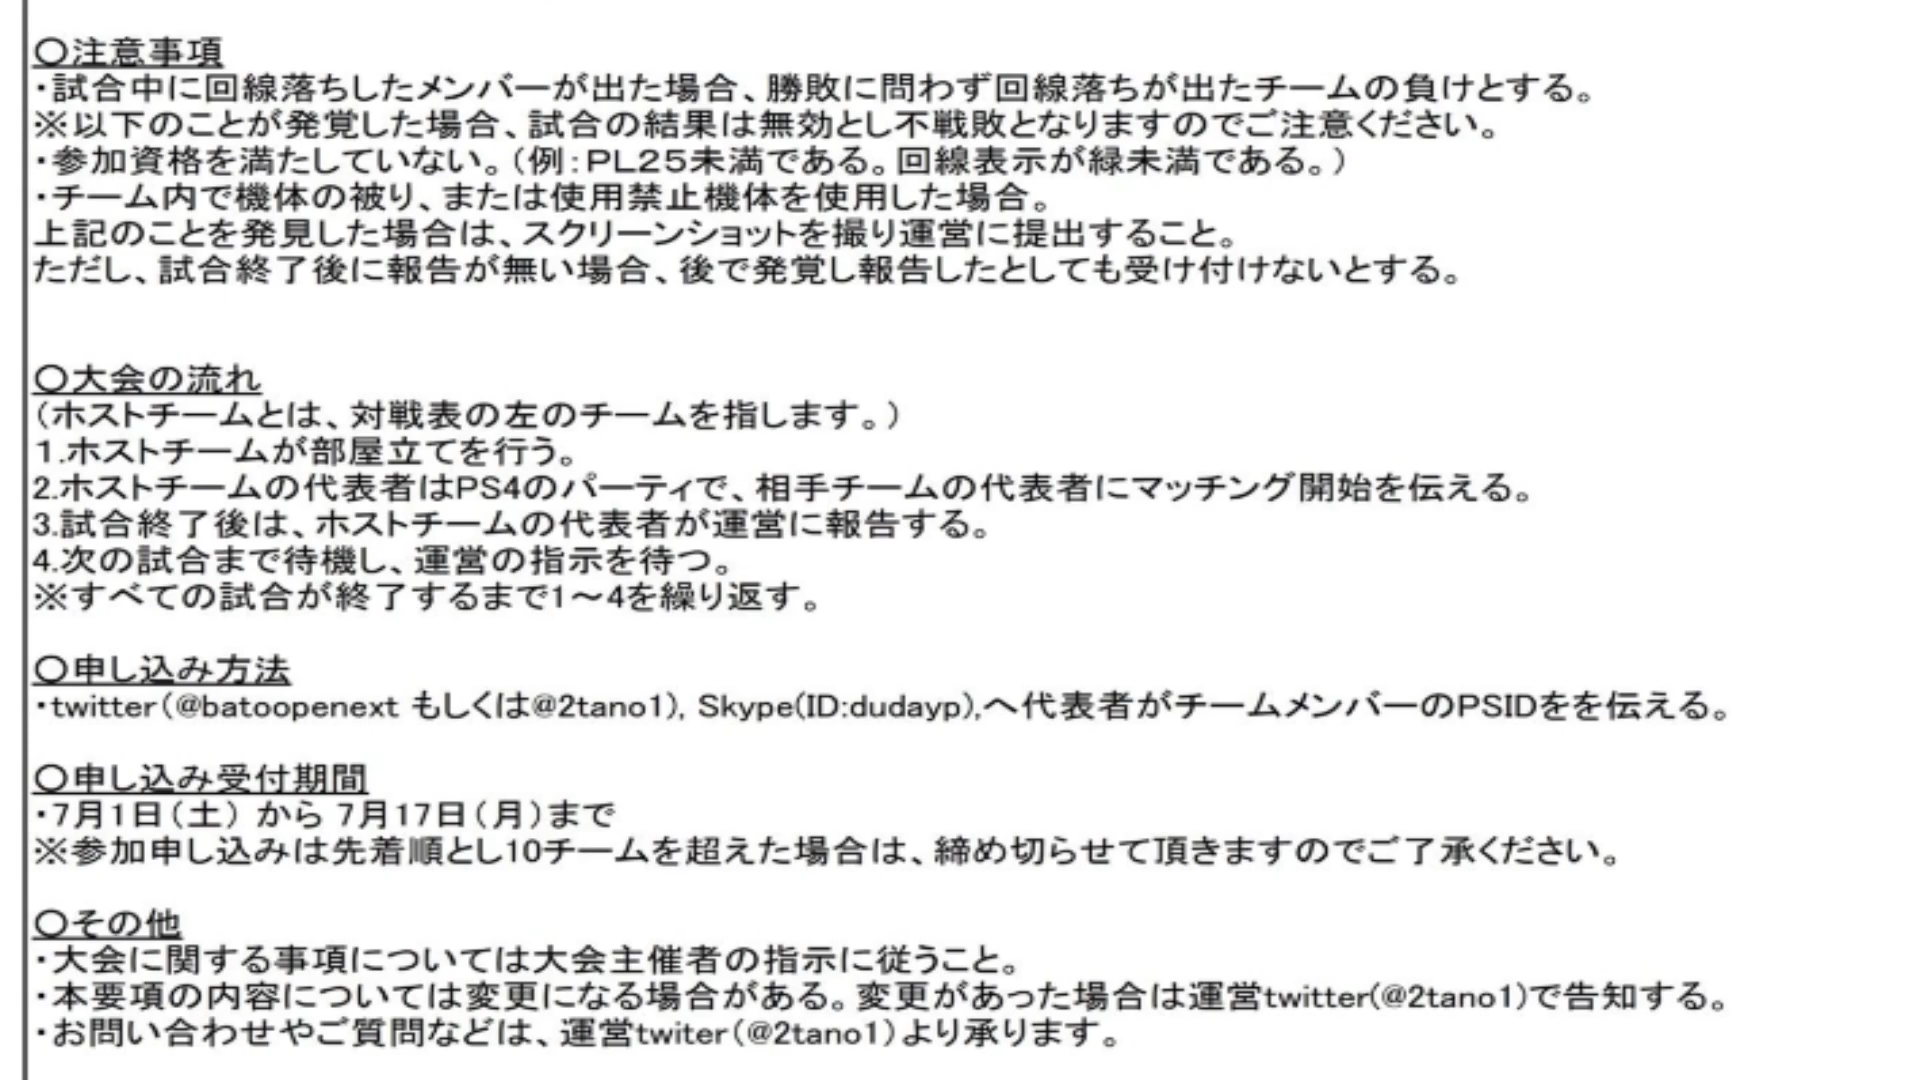 〇注意事項
・試合中に回線落ちしたメンバーが出た場合、勝敗に問わず回線落ちが出たチームの負けとする。
※以下のことが発覚した場合、試合の結果は無効とし不戦敗となりますのでご注意ください。
・参加資格を満たしていない。（例：PL25未満である。回線表示が緑未満である。）
・チーム内で機体の被り、または使用禁止機体を使用した場合。
上記のことを発見した場合は、スクリーンショットを撮り運営に提出すること。
ただし、試合終了後に報告が無い場合、後で発覚し報告したとしても受け付けないとする。
〇大会の流れ
（ホストチームとは、対戦表の左のチームを指します。）
1.ホストチームが部屋立てを行う。
2.ホストチームの代表者はPS4のパーティで、相手チームの代表者にマッチング開始を伝える。
3.試合終了後は、ホストチームの代表者が運営に報告する。
4.次の試合まで待機し、運営の指示を待つ。
※すべての試合が終了するまで1～4を繰り返す。
〇申し込み方法
・twitter（@batoopenext もしくは@2tano1）, Skype(ID:dudayp),へ代表者がチームメンバーのPSIDをを伝える。
〇申し込み受付期間
・7月1日（土） から 7月17日（月）まで
※参加申し込みは先着順とし10チームを超えた場合は、締め切らせて頂きますのでご了承ください。
〇その他
・大会に関する事項については大会主催者の指示に従うこと。
・本要項の内容については変更になる場合がある。変更があった場合は運営twitter(@2tano1)で告知する。
・お問い合わせやご質問などは、運営twiter（@2tano1）より承ります。